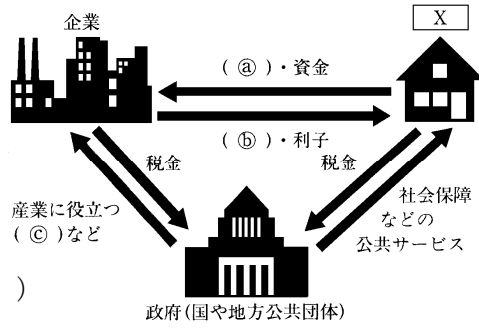 企業
X
( ⓐ )・資金
( ⓑ )・利子
税金
税金
産業に役立つ
( ⓒ )など
社会保障
などの
公共サービス
)
政府(国や地方公共団体)